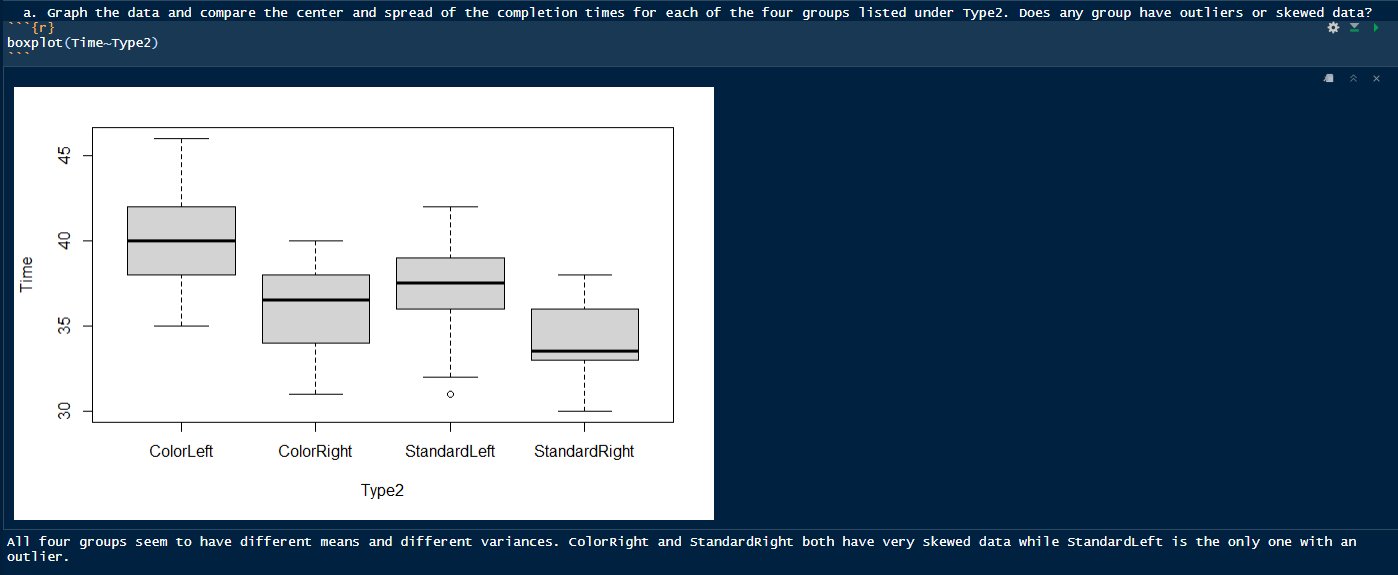 a. Graph the data and compare the center and spread of the completion times for each of the four groups listed under Type2. Does any group have outliers or skewed data?
```{r}
boxplot(Time~Type2)
```
45
40
35
30
Time
ColorLeft ColorRight StandardLeft StandardRight
Type2
All four groups seem to have different means and different variances. ColorRight and StandardRight both have very skewed data while StandardLeft is the only one with an
outlier.